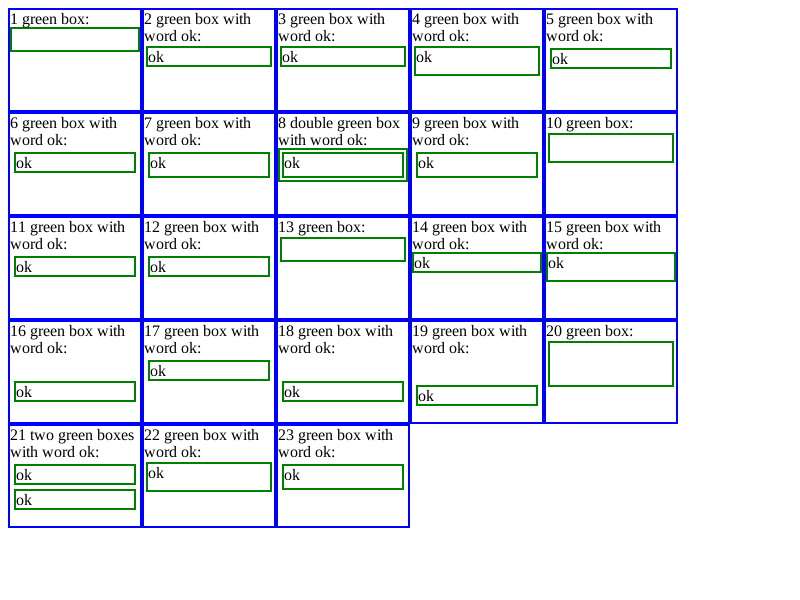 1 green box:
2 green box with
word ok:
ok
3 green box with
word ok:
ok
4 green box with
word ok:
ok
5 green box with
word ok:
ok
6 green box with
word ok:
ok
7 green box with
word ok:
ok
8 double green box
with word ok:
ok
9 green box with
word ok:
ok
10 green box:
11 green box with
word ok:
ok
12 green box with
word ok:
ok
13 green box:
14 green box with
word ok:
ok
15 green box with
word ok:
ok
16 green box with
word ok:
ok
17 green box with
word ok:
ok
18 green box with
word ok:
ok
19 green box with
word ok:
ok
20 green box:
21 two green boxes
with word ok:
ok
ok
22 green box with
word ok:
ok
23 green box with
word ok:
ok